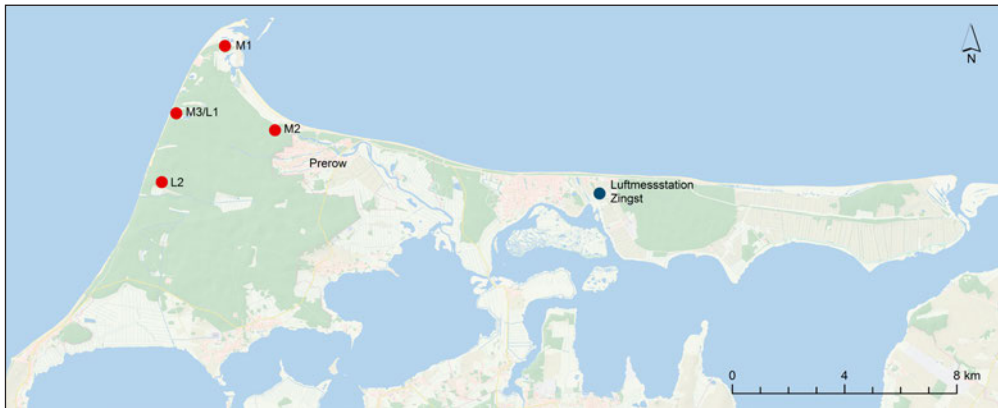 M1
N
M3/L1
M2
Prerow
L2
Luftmessstation
Zingst
0 4 8 km